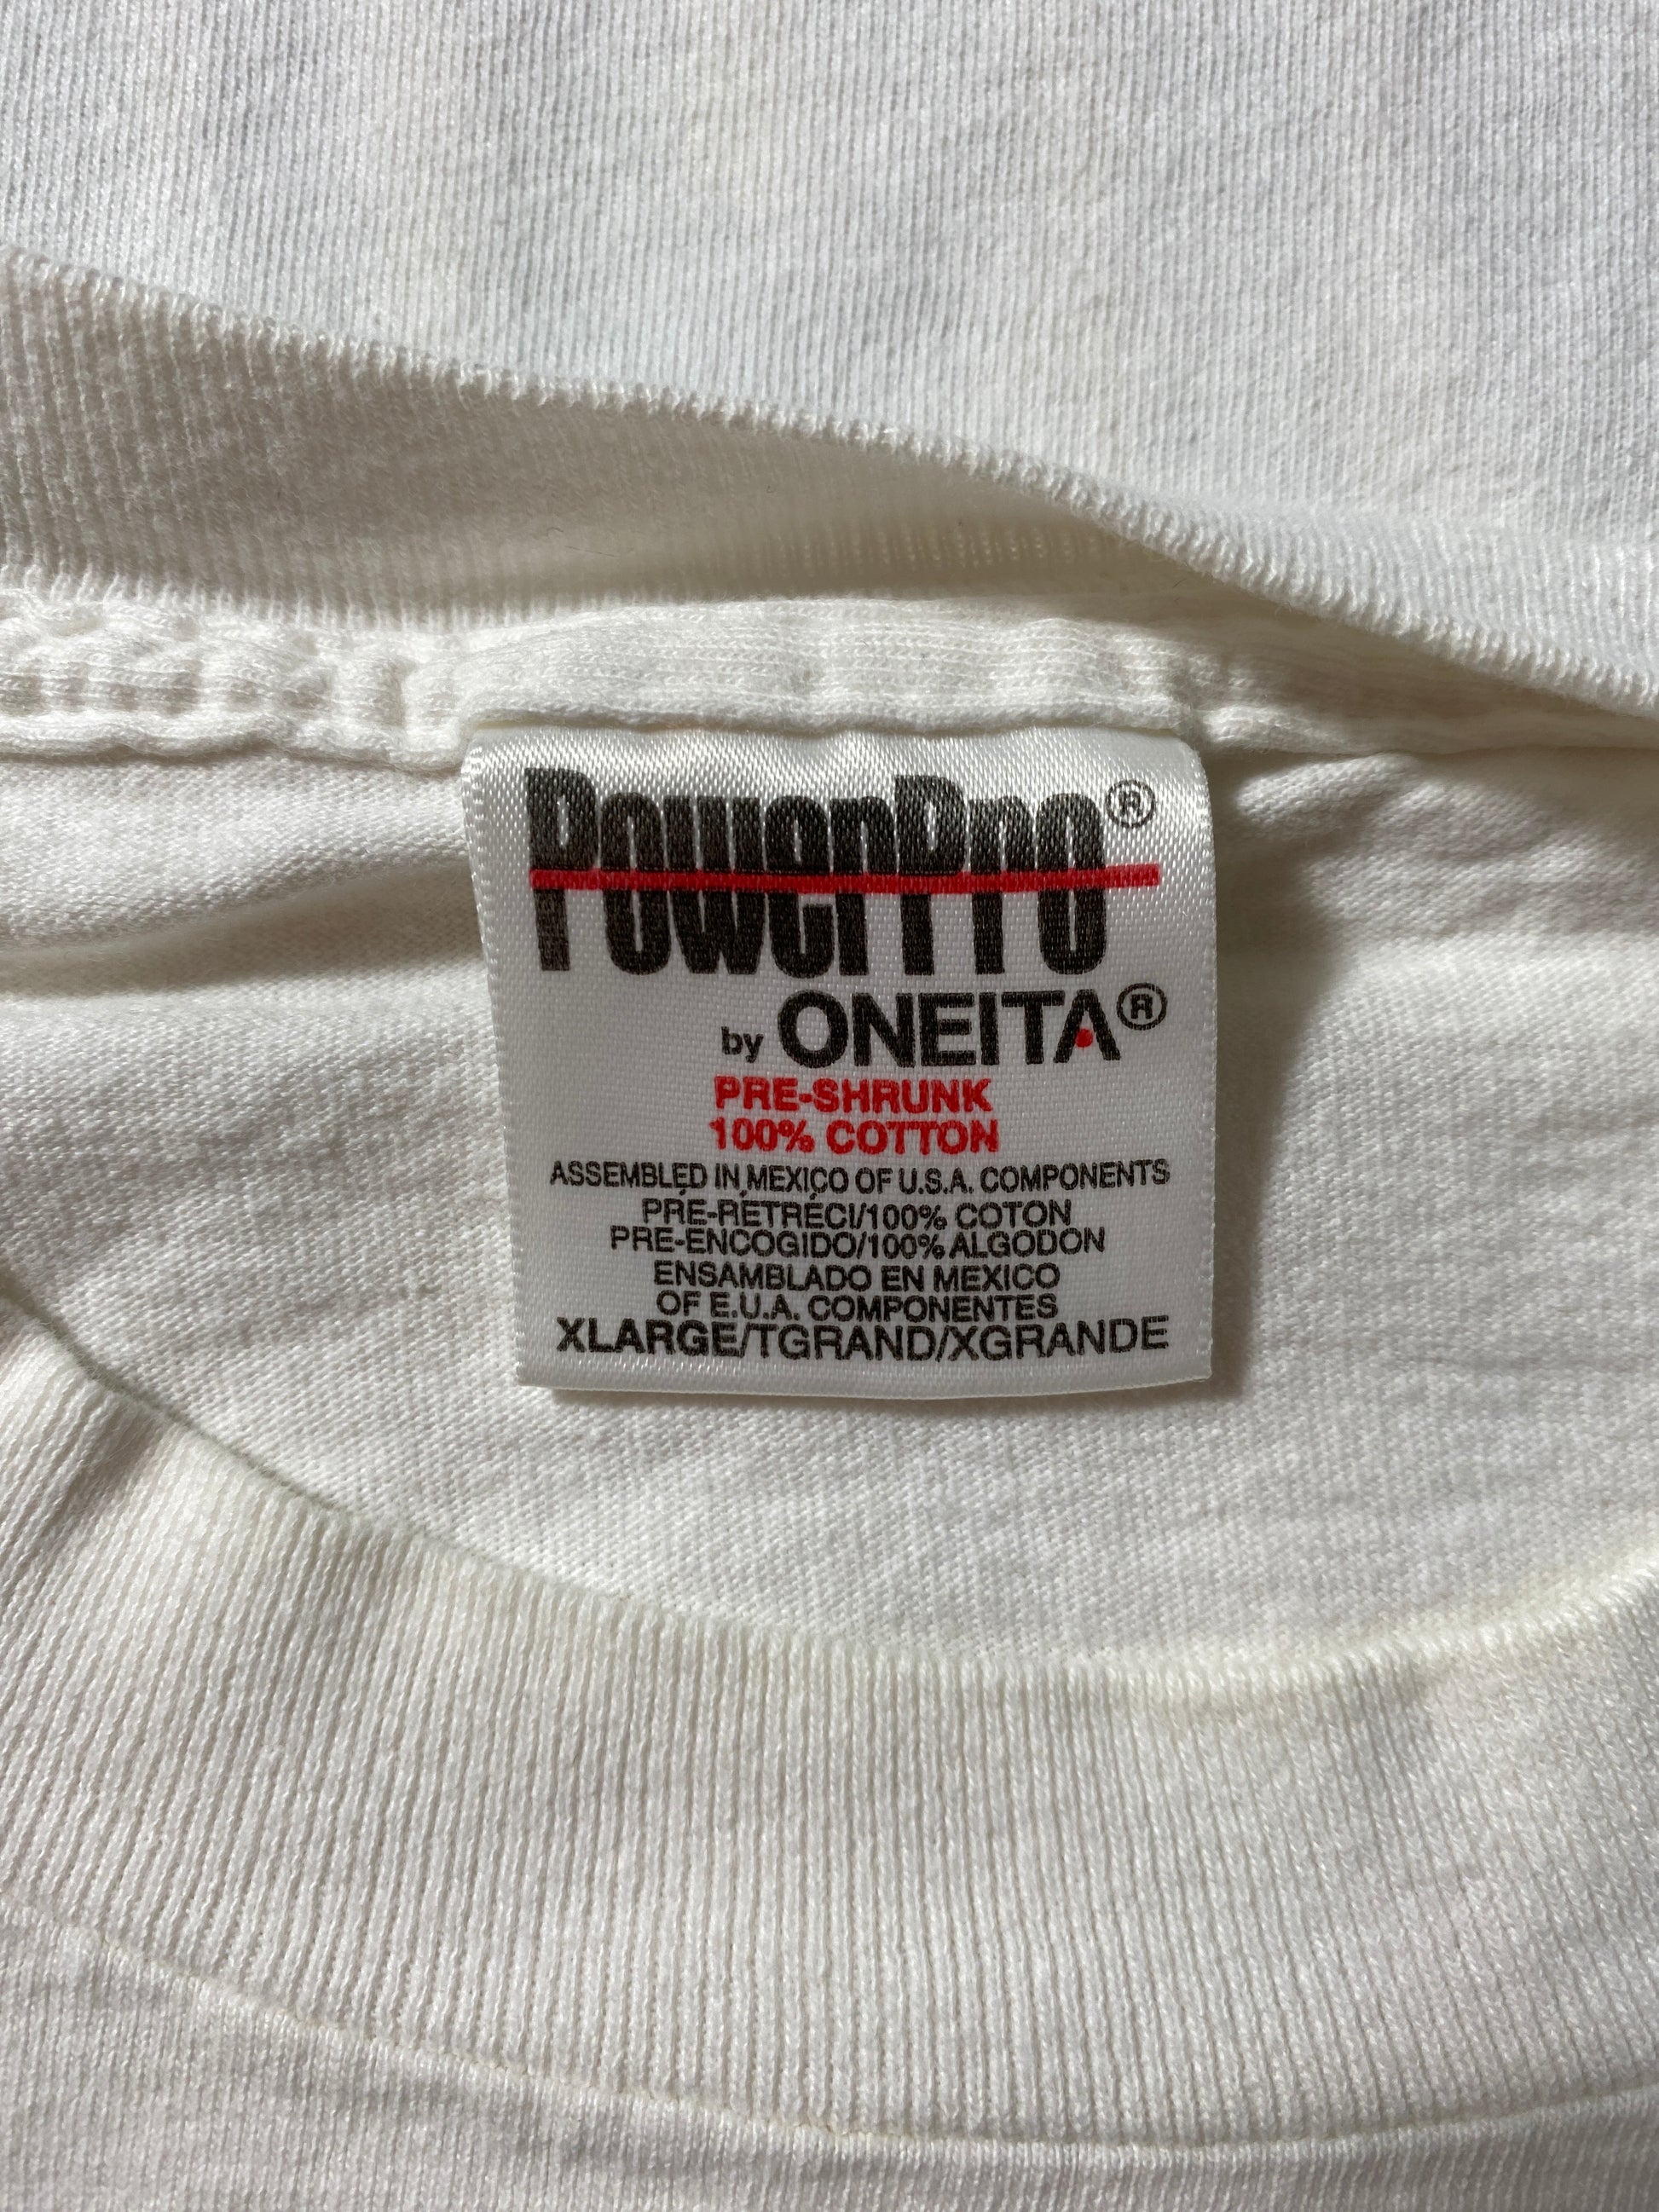 PowerPro®
by ONEITA®
PRE-SHRUNK
100% COTTON
ASSEMBLED IN MEXICO OF U.S.A. COMPONENTS
PRÉ-RÉTRÉCI/100% COTON
PRE-ENCOGIDO/100% ALGODON
ENSAMBLADO EN MEXICO
OF E.U.A. COMPONENTES
XLARGE/TGRAND/XGRANDE